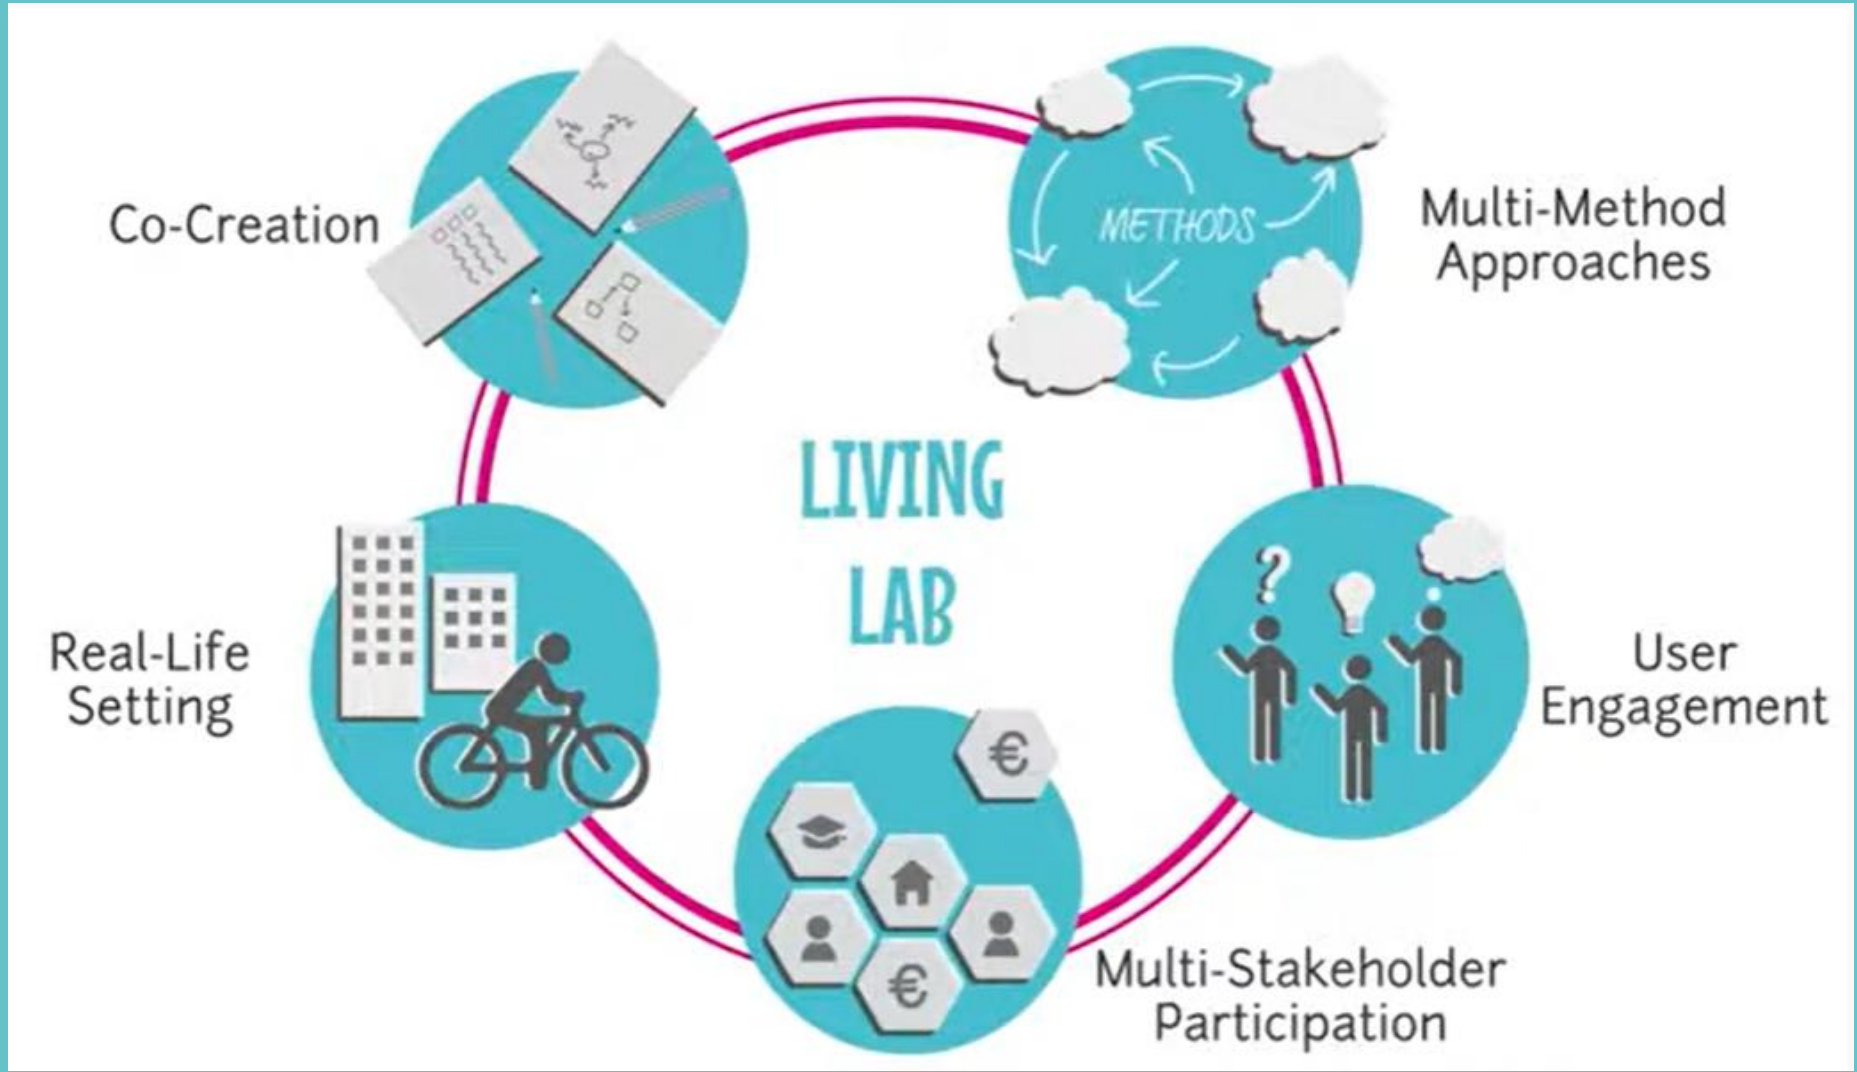 Co-Creation
METHODS
Multi-Method
Approaches
LIVING
LAB
Real-Life
Setting
?
User
Engagement
€
€
Multi-Stakeholder
Participation